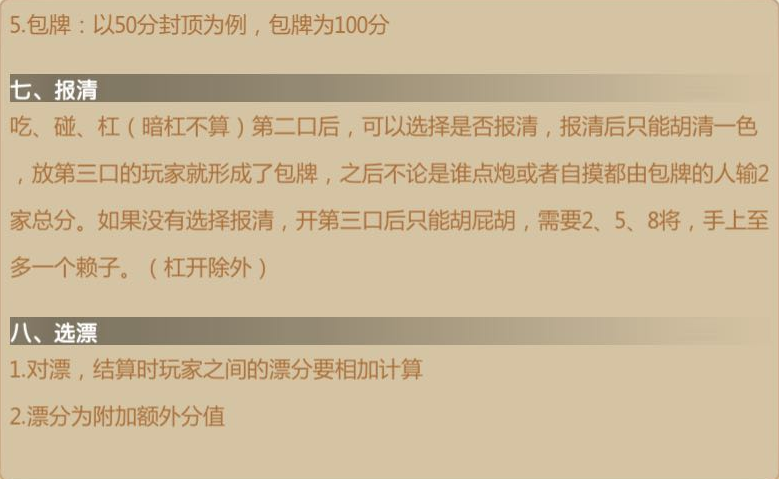 5.包牌：以50分封顶为例，包牌为100分
七、报清
吃、碰、杠（暗杠不算）第二口后，可以选择是否报清，报清后只能胡清一色
，放第三口的玩家就形成了包牌，之后不论是谁点炮或者自摸都由包牌的人输2
家总分。如果没有选择报清，开第三口后只能胡屁胡，需要2、5、8将，手上至
多一个赖子。（杠开除外）
八、选漂
1.对漂，结算时玩家之间的漂分要相加计算
2.漂分为附加额外分值